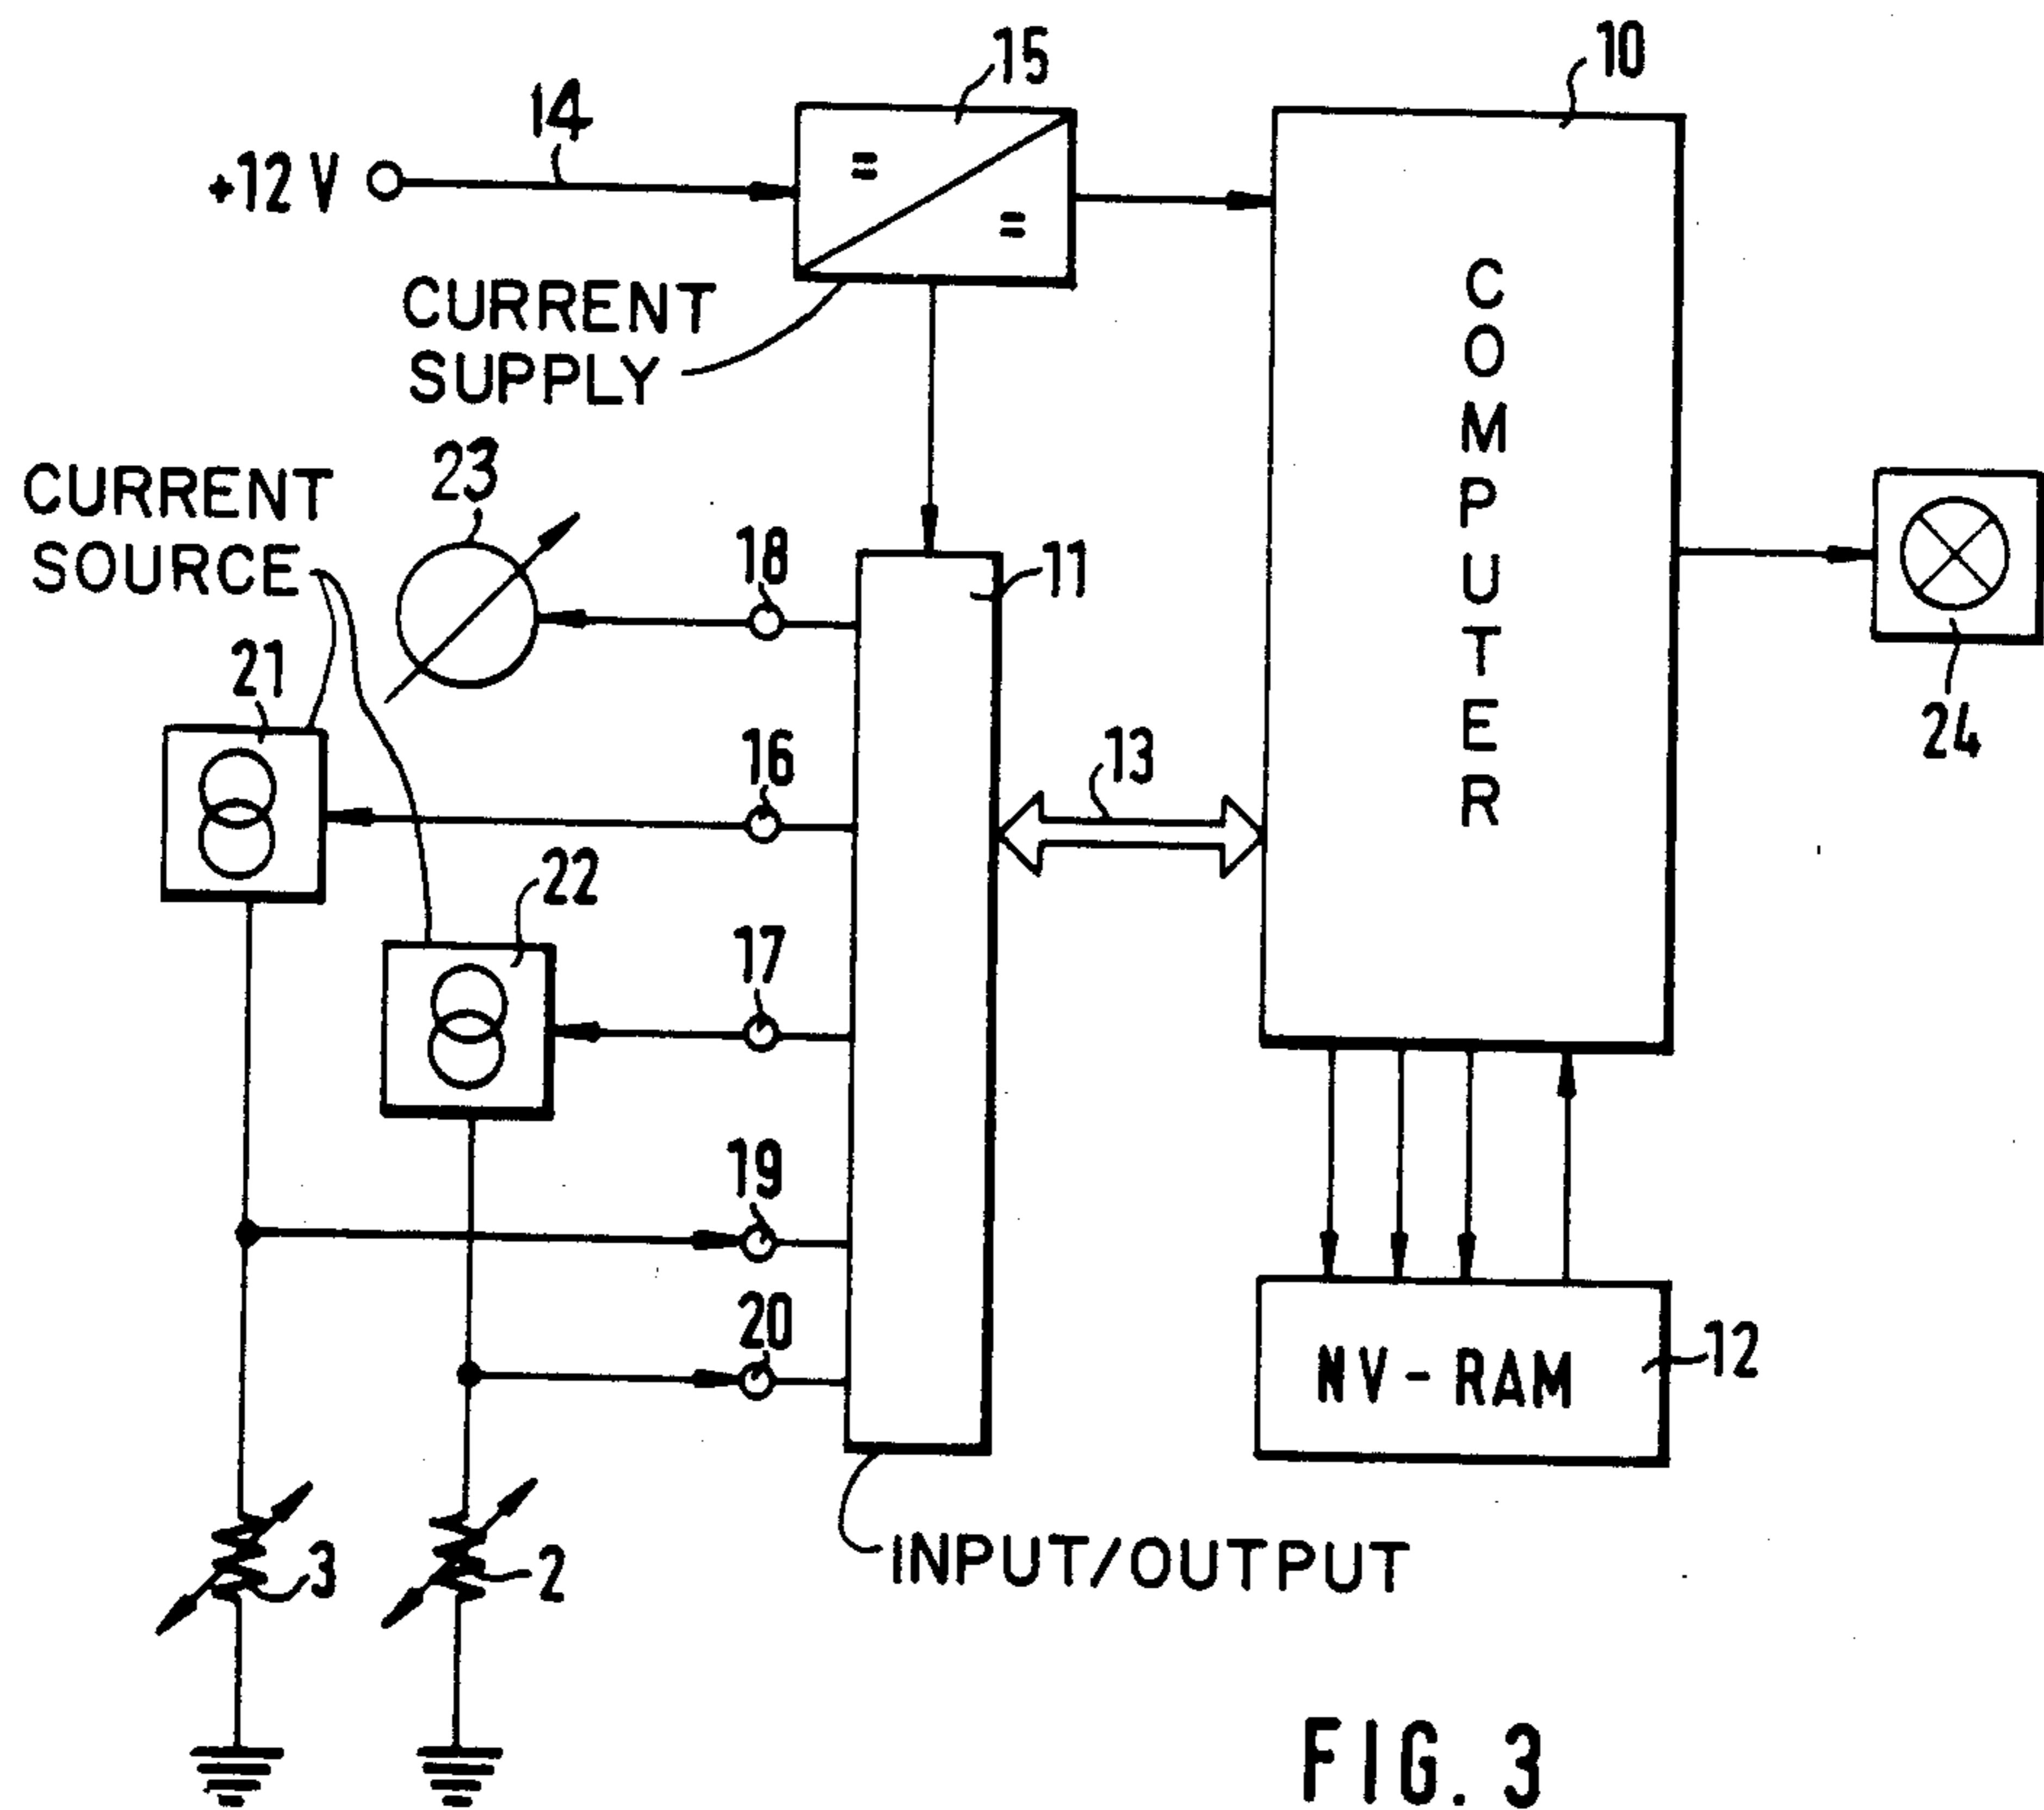 15
10
14
+12 V
=
=
CURRENT
SUPPLY
COMPUTER
23
CURRENT
SOURCE
18
11
21
24
16
13
22
17
19
20
12
NV-RAM
3
2
INPUT/OUTPUT
FIG. 3